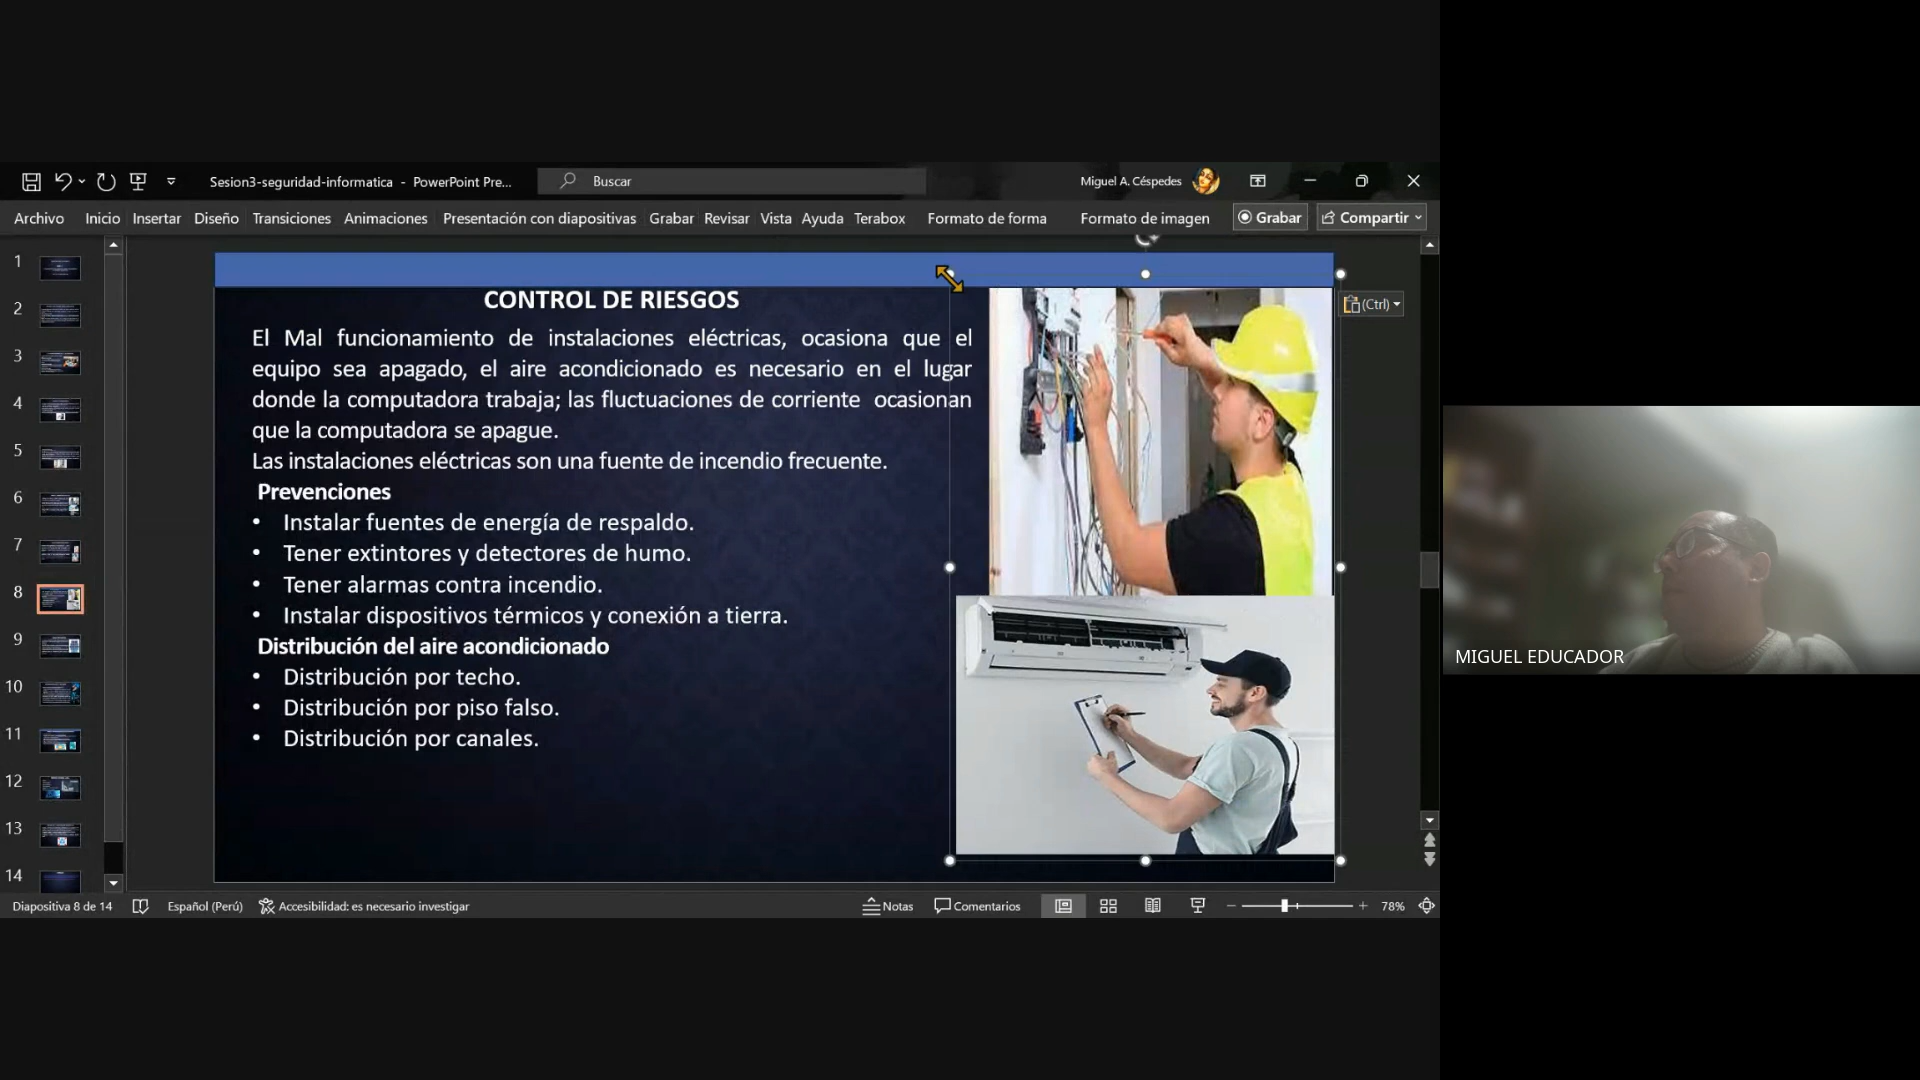 Sesion3-seguridad-informatica - PowerPoint Pre...
Buscar
Miguel A. Céspedes
Archivo Inicio Insertar Diseño Transiciones Animaciones Presentación con diapositivas Grabar Revisar Vista Ayuda Terabox Formato de forma Formato de imagen Grabar Compartir
1
2
3
4
5
6
7
8
9
10
11
12
13
14
CONTROL DE RIESGOS
El Mal funcionamiento de instalaciones eléctricas, ocasiona que el
equipo sea apagado, el aire acondicionado es necesario en el lugar
donde la computadora trabaja; las fluctuaciones de corriente ocasionan
que la computadora se apague.
Las instalaciones eléctricas son una fuente de incendio frecuente.
Prevenciones
• Instalar fuentes de energía de respaldo.
• Tener extintores y detectores de humo.
• Tener alarmas contra incendio.
• Instalar dispositivos térmicos y conexión a tierra.
Distribución del aire acondicionado
• Distribución por techo.
• Distribución por piso falso.
• Distribución por canales.
(Ctrl)
MIGUEL EDUCADOR
Diapositiva 8 de 14 Español (Perú) Accesibilidad: es necesario investigar Notas Comentarios 78%